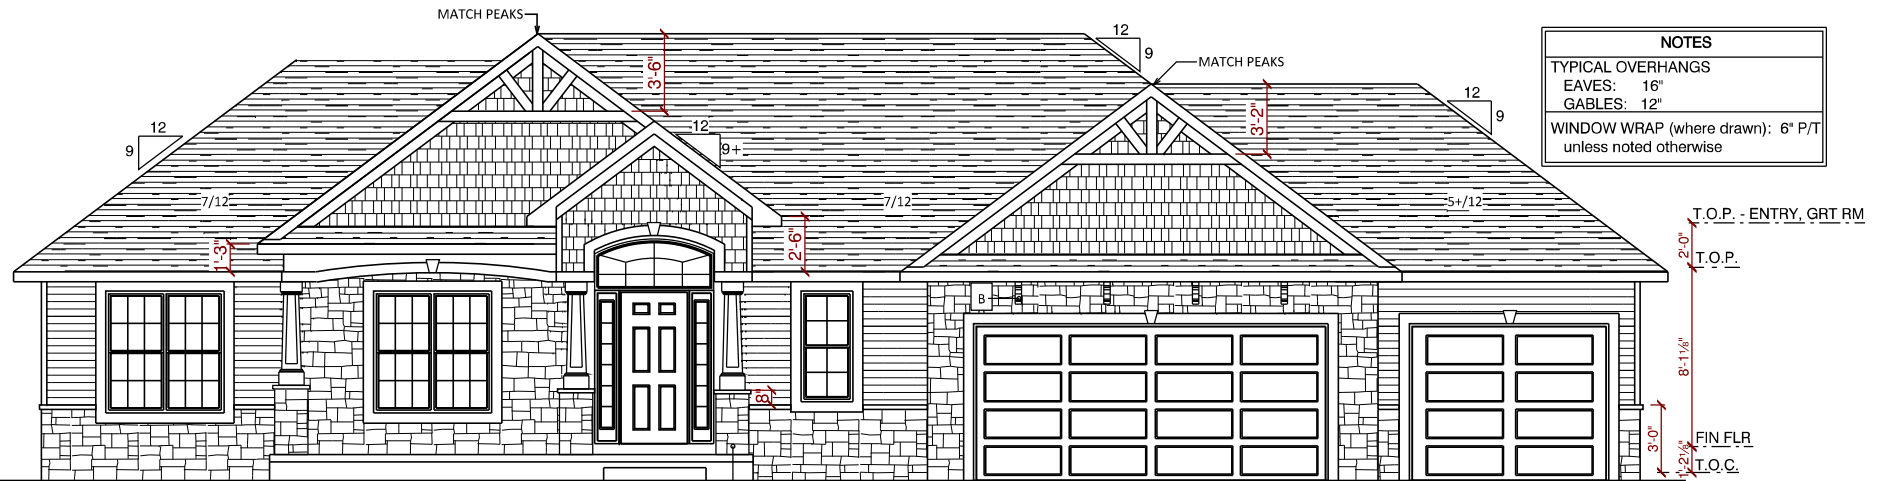 MATCH PEAKS
12
9
MATCH PEAKS
3'-6"
12
9
3'-2"
12
9
12
9+
7/12
7/12
5+/12
1'-3"
2'-6"
8"
B
NOTES
TYPICAL OVERHANGS
EAVES: 16"
GABLES: 12"
WINDOW WRAP (where drawn): 6" P/T
unless noted otherwise
T.O.P. - ENTRY, GRT RM
2'-0"
T.O.P.
8'-1 1/8"
FIN FLR
3'-0"
1'-2 1/8"
T.O.C.